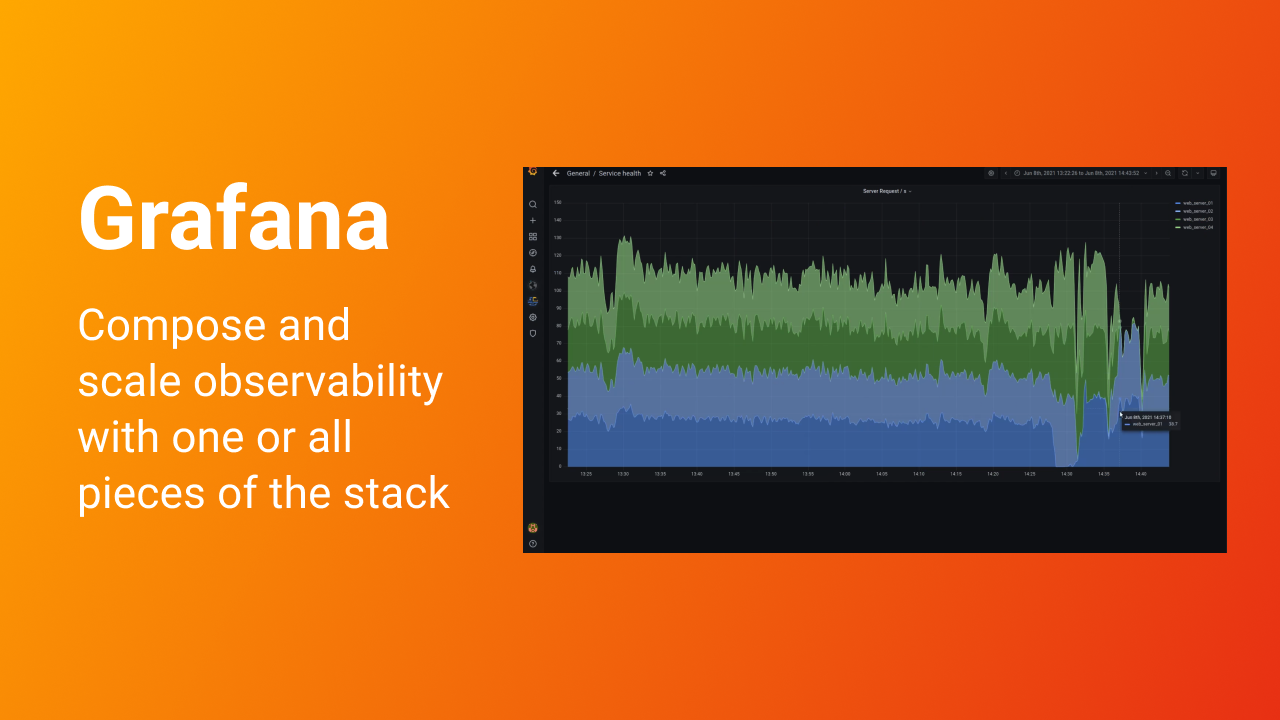 Grafana
Compose and
scale observability
with one or all
pieces of the stack
General / Service health
Jun 8th, 2021 13:22:26 to Jun 8th, 2021 14:43:52
Server Request / s
150
140
130
120
110
100
90
80
70
60
50
40
30
20
10
0
13:25 13:30 13:35 13:40 13:45 13:50 13:55 14:00 14:05 14:10 14:15 14:20 14:25 14:30 14:35 14:40
web_server_01
web_server_02
web_server_03
web_server_04
Jun 8th, 2021 14:37:18
web_server_01 38.7